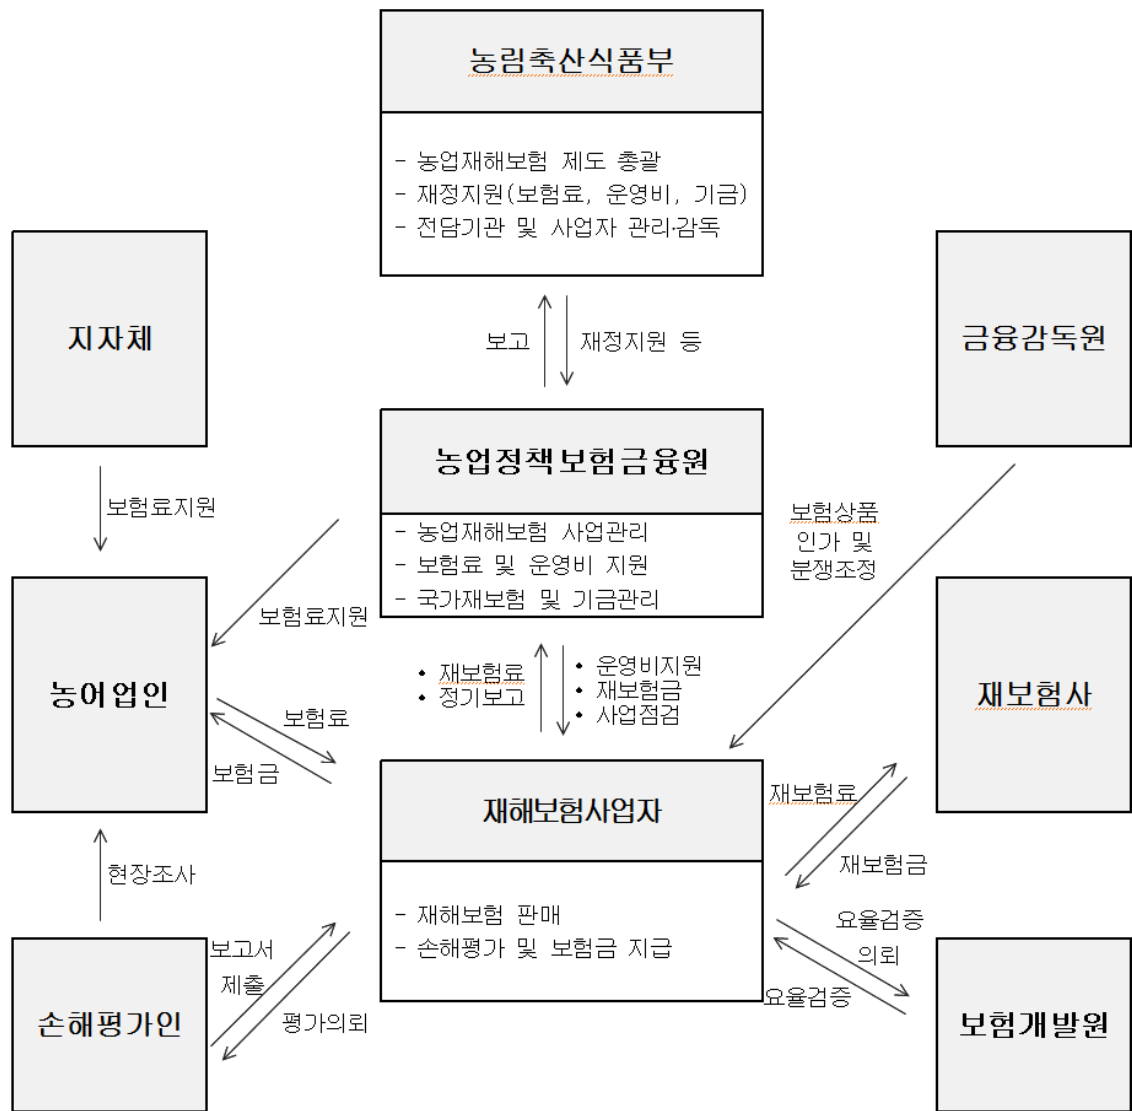 농림축산식품부
- 농업재해보험 제도 총괄
- 재정지원(보험료, 운영비, 기금)
- 전담기관 및 사업자 관리·감독
지자체
금융감독원
보고
재정지원 등
농업정책보험금융원
- 농업재해보험 사업관리
- 보험료 및 운영비 지원
- 국가재보험 및 기금관리
보험료지원
보험상품
인가 및
분쟁조정
보험료지원
농어업인
• 재보험료
• 정기보고
• 운영비지원
• 재보험금
• 사업점검
재보험사
보험료
보험금
재해보험사업자
- 재해보험 판매
- 손해평가 및 보험금 지급
재보험료
재보험금
현장조사
보고서
제출
평가의뢰
요율검증
의뢰
요율검증
손해평가인
보험개발원